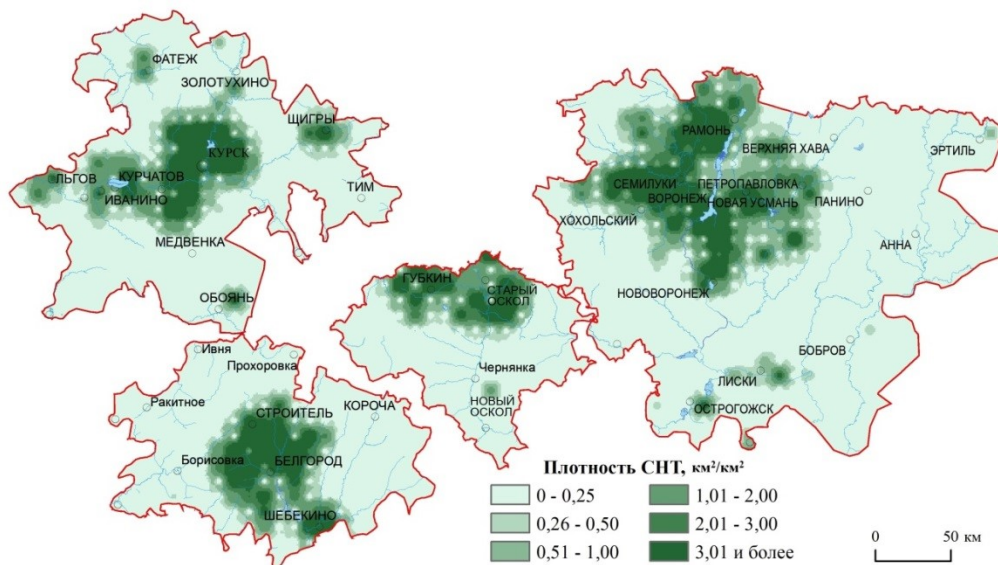 ФАТЕЖ
ЗОЛОТУХИНО
ЩИГРЫ
КУРСК
ЛЬГОВ
КУРЧАТОВ
ИВАНИНО
ТИМ
МЕДВЕНКА
ОБОЯНЬ
РАМОНЬ
ВЕРХНЯЯ ХАВА
ЭРТИЛЬ
СЕМИЛУКИ
ПЕТРОПАВЛОВКА
ВОРОНЕЖ
НОВАЯ УСМАНЬ
ПАНИНО
ХОХОЛЬСКИЙ
АННА
НОВОВОРОНЕЖ
БОБРОВ
ЛИСКИ
ОСТРОГОЖСК
ГУБКИН
СТАРЫЙ
ОСКОЛ
Чернянка
НОВЫЙ
ОСКОЛ
Ивня
Прохоровка
Ракитное
СТРОИТЕЛЬ
КОРОЧА
Борисовка
БЕЛГОРОД
ШЕБЕКИНО
Плотность СНТ, км²/км²
0 - 0,25
0,26 - 0,50
0,51 - 1,00
1,01 - 2,00
2,01 - 3,00
3,01 и более
0 50 км